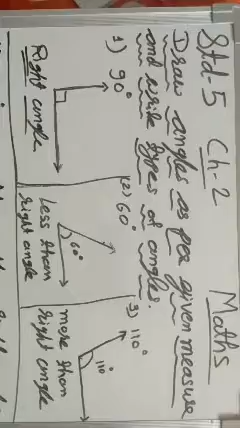 Std-5 Ch-2 Maths
Draw angles as per given measure
and write types of angles.
1) 90°
Right angle
(2) 60°
60°
Less than
right angle
3) 110°
110°
more than
right angle